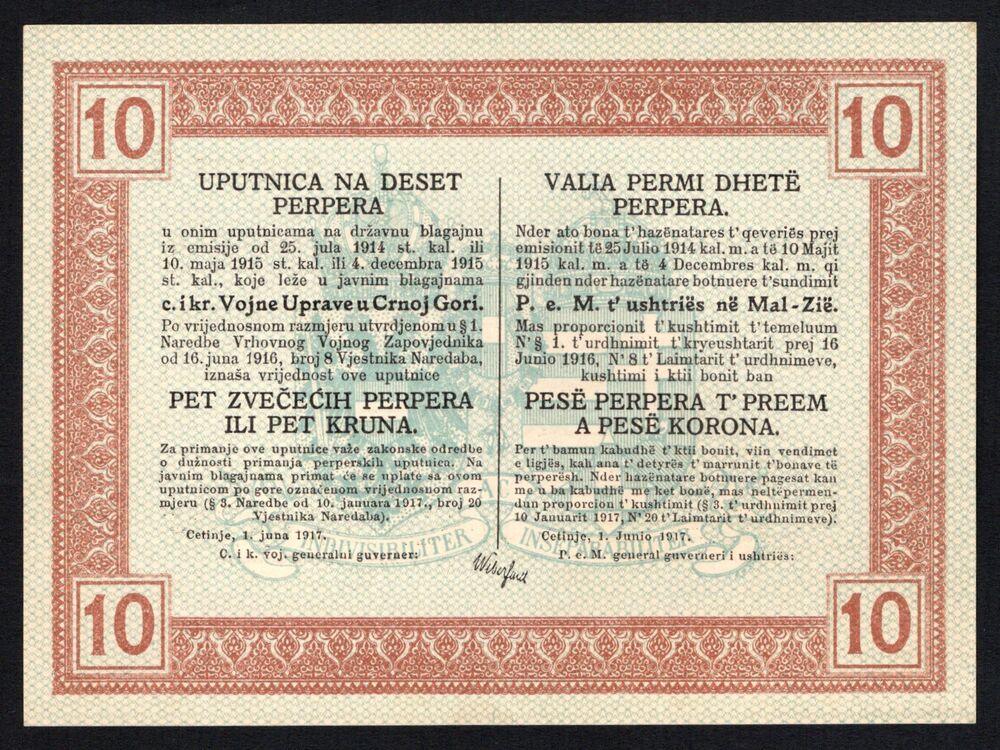 10
10
UPUTNICA NA DESET
PERPERA
u onim uputnicama na državnu blagajnu
iz emisije od 25. jula 1914 st. kal. ili
10. maja 1915 st. kal. ili 4. decembra 1915
st. kal., koje leže u javnim blagajnama
c. i kr. Vojne Uprave u Crnoj Gori.
Po vrijednosnom razmjeru utvrdjenom u § 1.
Naredbe Vrhovnog Vojnog Zapovjednika
od 16. juna 1916, broj 8 Vjestnika Naredaba,
iznaša vrijednost ove uputnice
PET ZVEČEĆIH PERPERA
ILI PET KRUNA.
Za primanje ove uputnice važe zakonske odredbe
o dužnosti primanja perperskih uputnica. Na
javnim blagajnama primat će se uplate sa ovom
uputnicom po gore označenom vrijednosnom raz-
mjeru (§ 3. Naredbe od 10. januara 1917., broj 20
Vjestnika Naredaba).
Cetinje, 1. juna 1917.
C. i k. voj. generalni guverner:
VALIA PERMI DHETË
PERPERA.
Nder ato bona t' hazënatares t' qeveriës prej
emisionit të 25 Julio 1914 kal. m. a të 10 Majit
1915 kal. m. a të 4 Decembres kal. m. qi
gjinden nder hazënatare botnuere t'sundimit
P. e. M. t' ushtriës në Mal-Zië.
Mas proporcionit t' kushtimit t'temeluum
N' § 1. t' urdhnimit t'kryeushtarit prej 16
Junio 1916, N' 8 t' Laimtarit t' urdhnimeve,
kushtimi i ktii bonit ban
PESË PERPERA T' PREEM
A PESË KORONA.
Per t' bamun kabudhë t' ktii bonit, vliin vendimet
e ligjës, kah ana t' detyrës t' marrunit t'bonave të
perperësh. Nder hazënatare botnuere pagesat kan
me u ba kabudhë me ket bonë, mas neltëpermen-
dun proporcion t' kushtimit (§ 3. t' urdhnimit prej
10 Januarit 1917, N' 20 t' Laimtarit t' urdhnimeve).
Cetinje, 1. Junio 1917.
P. e M. general guverneri i ushtriës:
10
10